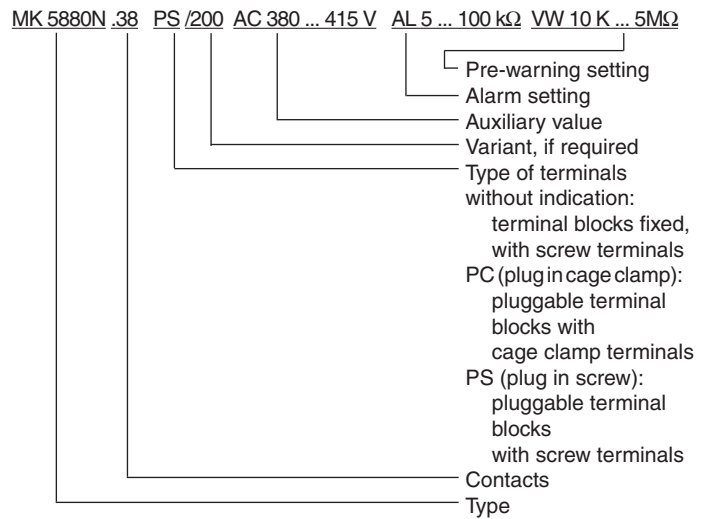 MK 5880N .38 PS /200 AC 380 ... 415 V AL 5 ... 100 kΩ VW 10 K ... 5MΩ
Pre-warning setting
Alarm setting
Auxiliary value
Variant, if required
Type of terminals
without indication:
terminal blocks fixed,
with screw terminals
PC (plug in cage clamp):
pluggable terminal
blocks with
cage clamp terminals
PS (plug in screw):
pluggable terminal
blocks
with screw terminals
Contacts
Type